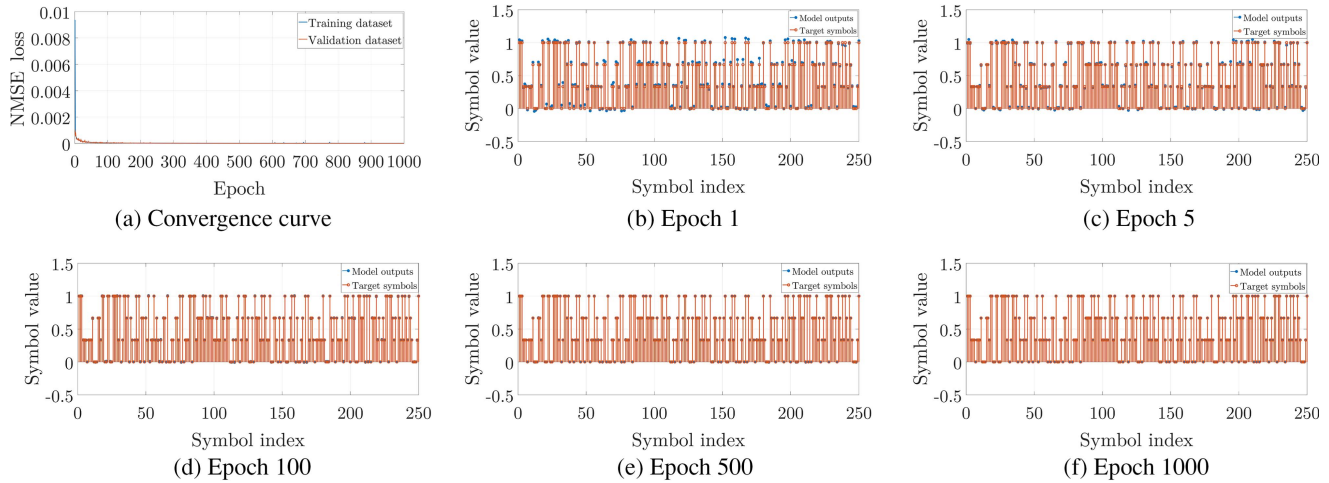 0.01
0.008
0.006
0.004
0.002
0
NMSE loss
Training dataset
Validation dataset
0 100 200 300 400 500 600 700 800 900 1000
Epoch
(a) Convergence curve
1.5
1
0.5
0
-0.5
Symbol value
Model outputs
Target symbols
0 50 100 150 200 250
Symbol index
(b) Epoch 1
1.5
1
0.5
0
-0.5
Symbol value
Model outputs
Target symbols
0 50 100 150 200 250
Symbol index
(c) Epoch 5
1.5
1
0.5
0
-0.5
Symbol value
Model outputs
Target symbols
0 50 100 150 200 250
Symbol index
(d) Epoch 100
1.5
1
0.5
0
-0.5
Symbol value
Model outputs
Target symbols
0 50 100 150 200 250
Symbol index
(e) Epoch 500
1.5
1
0.5
0
-0.5
Symbol value
Model outputs
Target symbols
0 50 100 150 200 250
Symbol index
(f) Epoch 1000